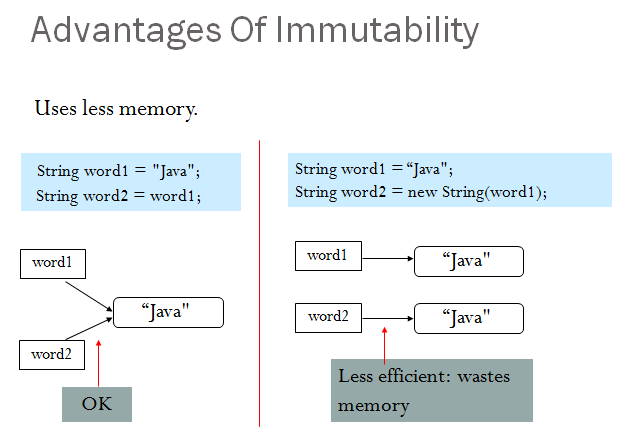 Advantages Of Immutability
Uses less memory.
String word1 = "Java";
String word2 = word1;
word1
“Java"
word2
OK
String word1 = “Java";
String word2 = new String(word1);
word1
“Java"
word2
“Java"
Less efficient: wastes
memory